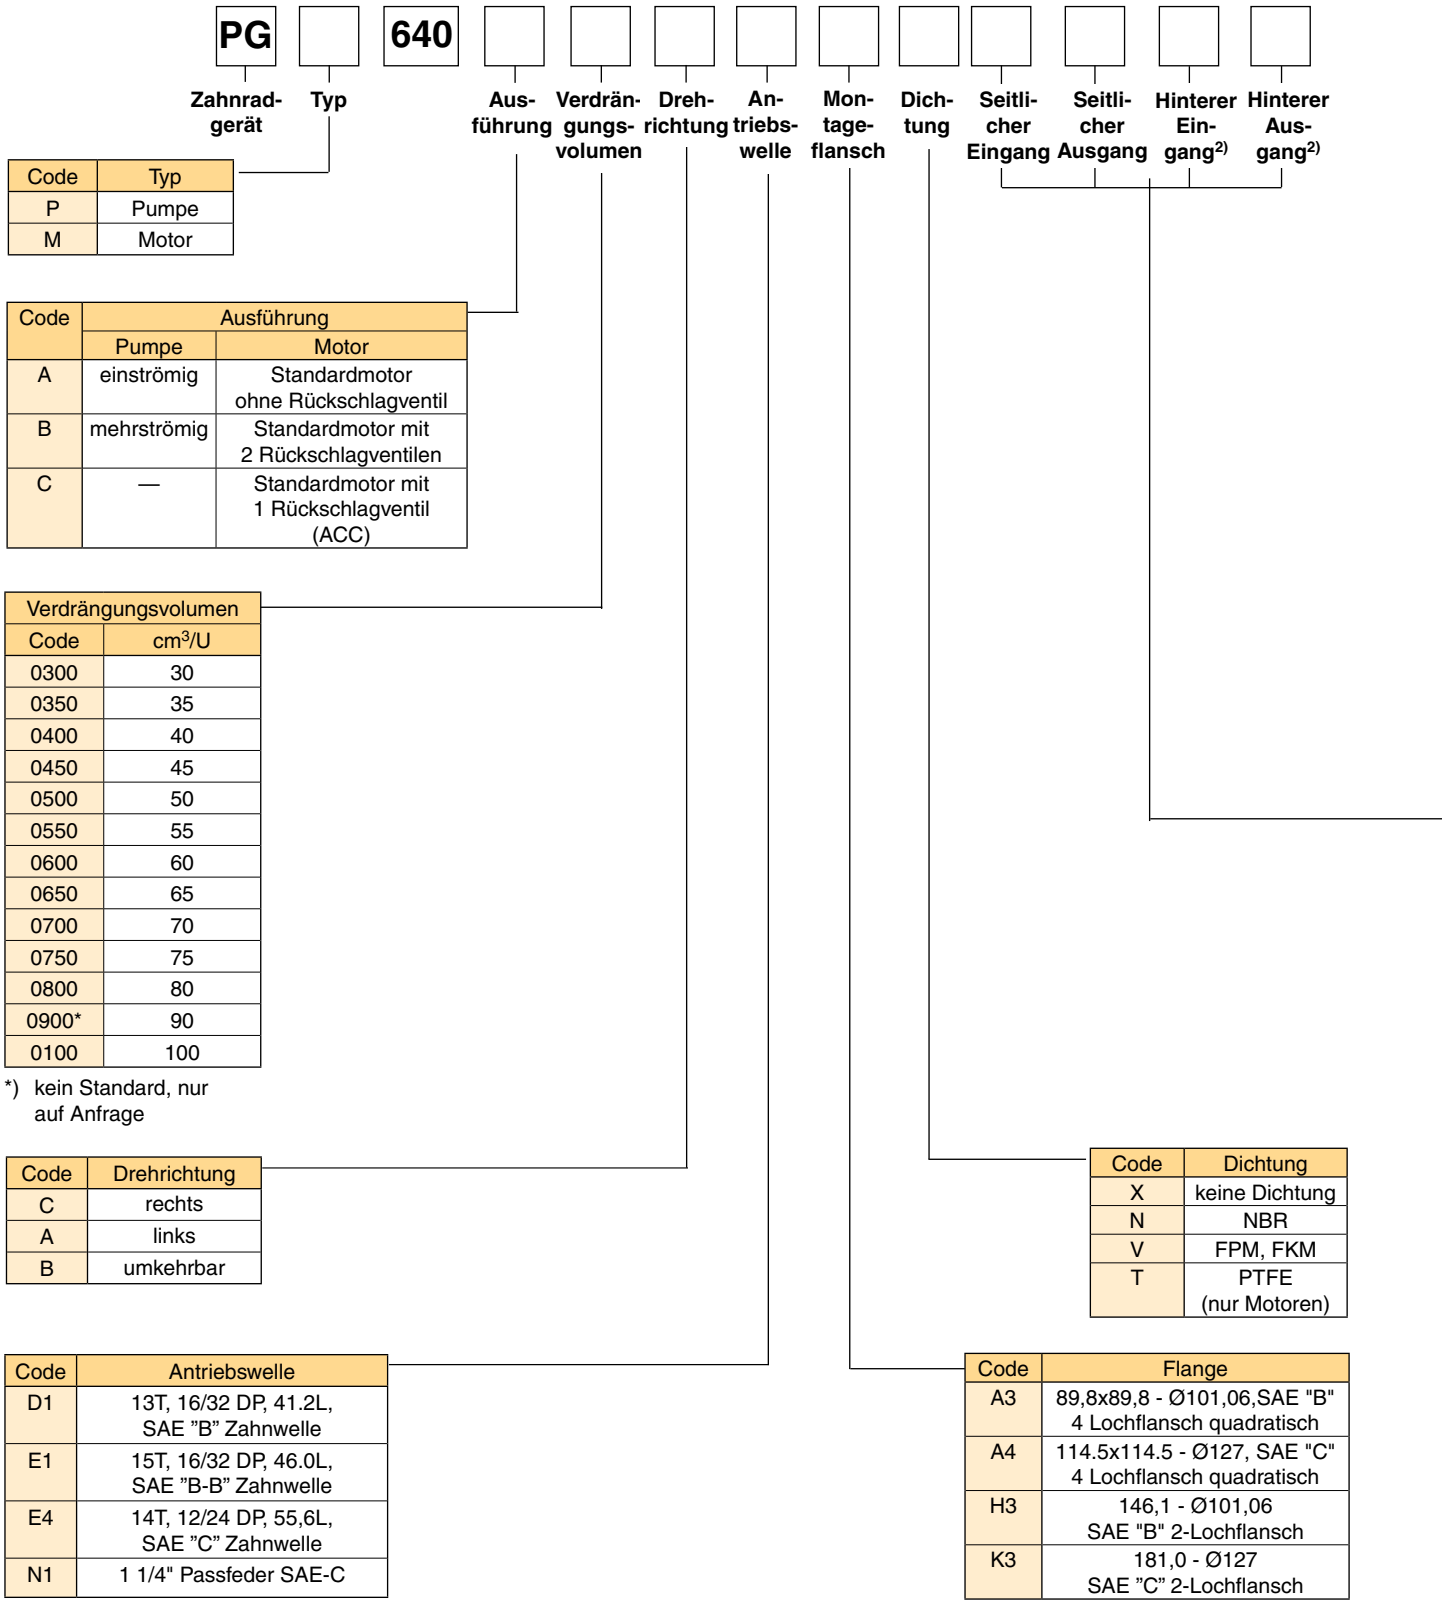 PG 640
Zahnrad- Typ Aus- Verdrän- Dreh- An- Mon- Dich- Seitli- Seitli- Hinterer Hinterer
gerät führung gungs- richtung triebs- tage- tung cher cher Ein- Aus-
volumen welle flansch Eingang Ausgang gang2) gang2)
Code Typ
P Pumpe
M Motor
Code Ausführung
Pumpe Motor
A einströmig Standardmotor
ohne Rückschlagventil
B mehrströmig Standardmotor mit
2 Rückschlagventilen
C — Standardmotor mit
1 Rückschlagventil
(ACC)
Verdrängungsvolumen
Code cm³/U
0300 30
0350 35
0400 40
0450 45
0500 50
0550 55
0600 60
0650 65
0700 70
0750 75
0800 80
0900* 90
0100 100
*) kein Standard, nur
auf Anfrage
Code Drehrichtung
C rechts
A links
B umkehrbar
Code Dichtung
X keine Dichtung
N NBR
V FPM, FKM
T PTFE
(nur Motoren)
Code Antriebswelle
D1 13T, 16/32 DP, 41.2L,
SAE ”B” Zahnwelle
E1 15T, 16/32 DP, 46.0L,
SAE ”B-B” Zahnwelle
E4 14T, 12/24 DP, 55,6L,
SAE ”C” Zahnwelle
N1 1 1/4" Passfeder SAE-C
Code Flange
A3 89,8x89,8 - Ø101,06,SAE "B"
4 Lochflansch quadratisch
A4 114.5x114.5 - Ø127, SAE "C"
4 Lochflansch quadratisch
H3 146,1 - Ø101,06
SAE "B" 2-Lochflansch
K3 181,0 - Ø127
SAE ”C” 2-Lochflansch